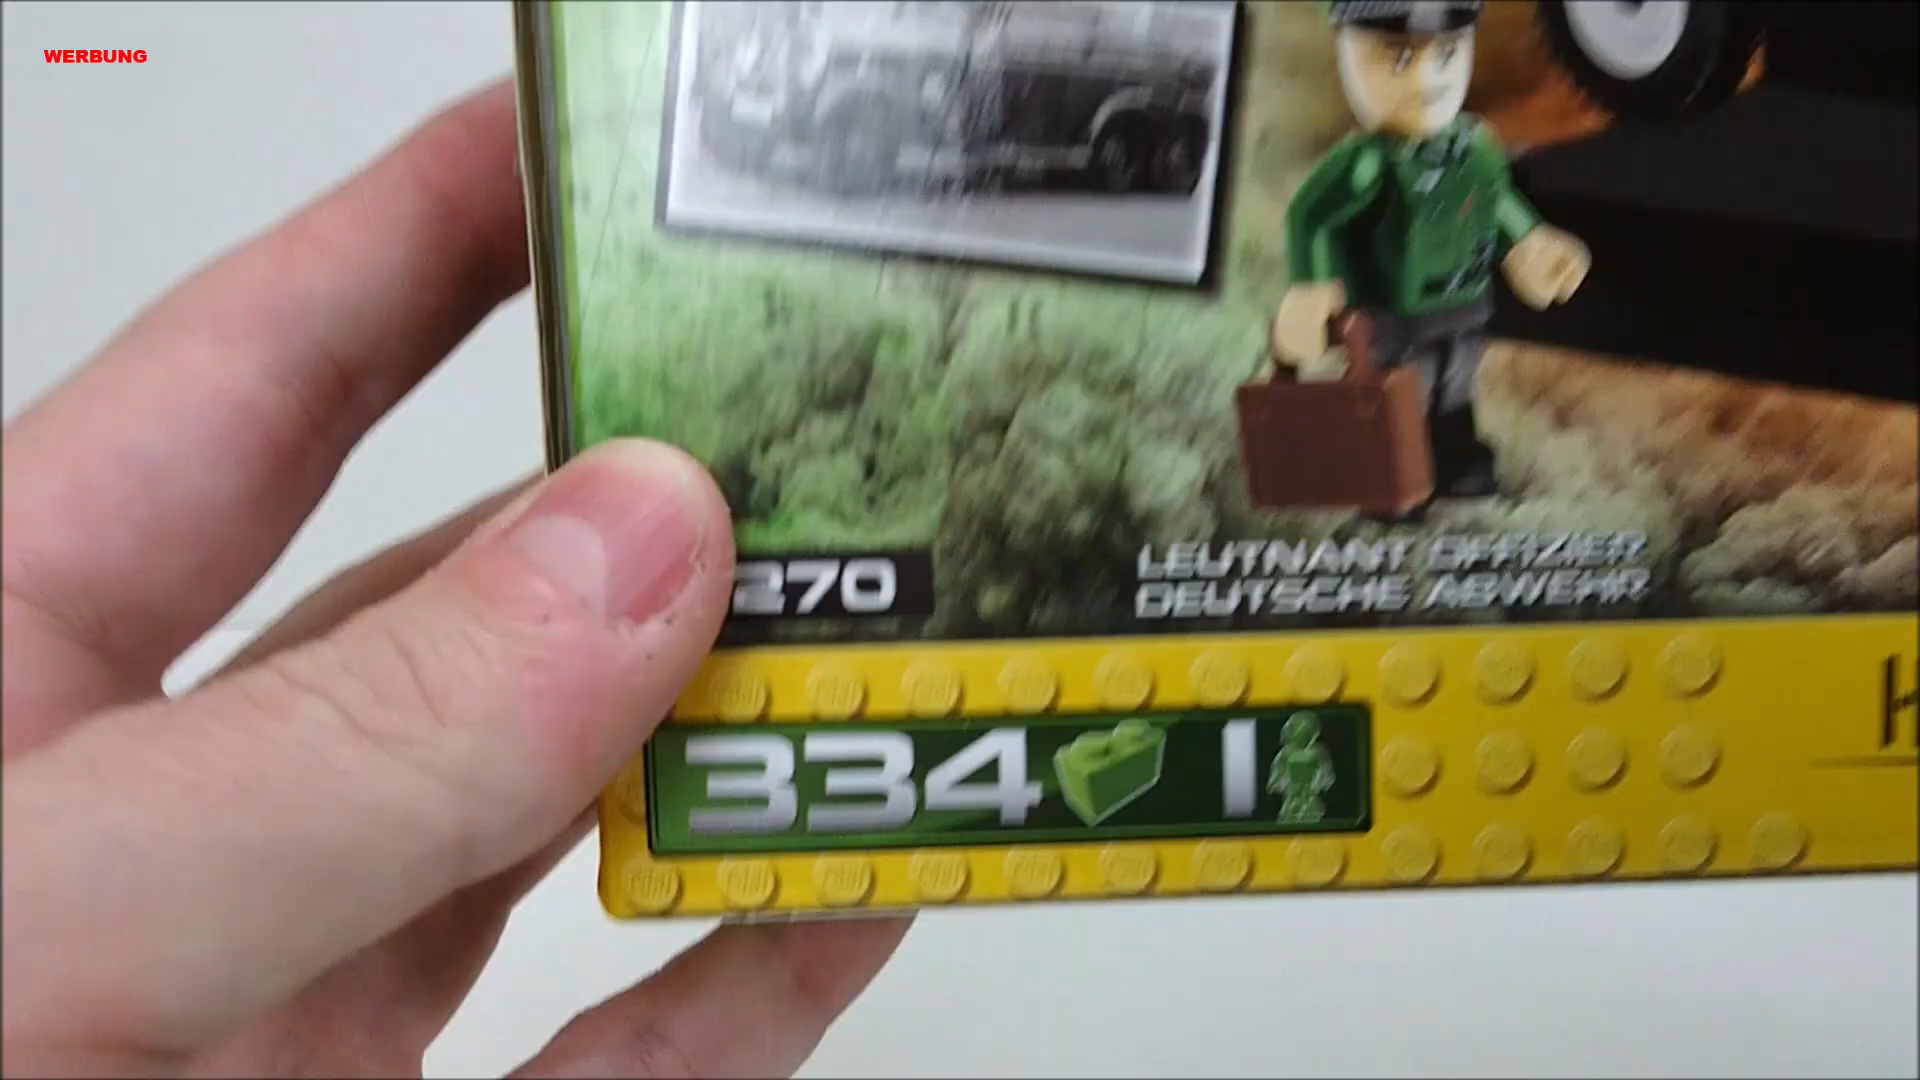 WERBUNG
270
LEUTNANT OFFIZIER
DEUTSCHE ABWEHR
334 1
H